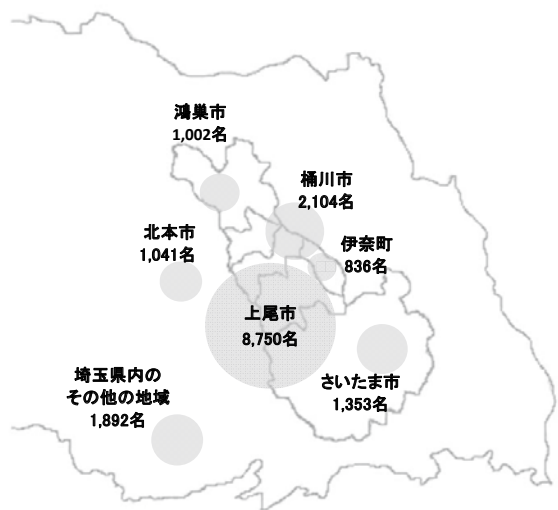 鴻巣市
1,002名
桶川市
2,104名
北本市
1,041名
伊奈町
836名
上尾市
8,750名
さいたま市
1,353名
埼玉県内の
その他の地域
1,892名